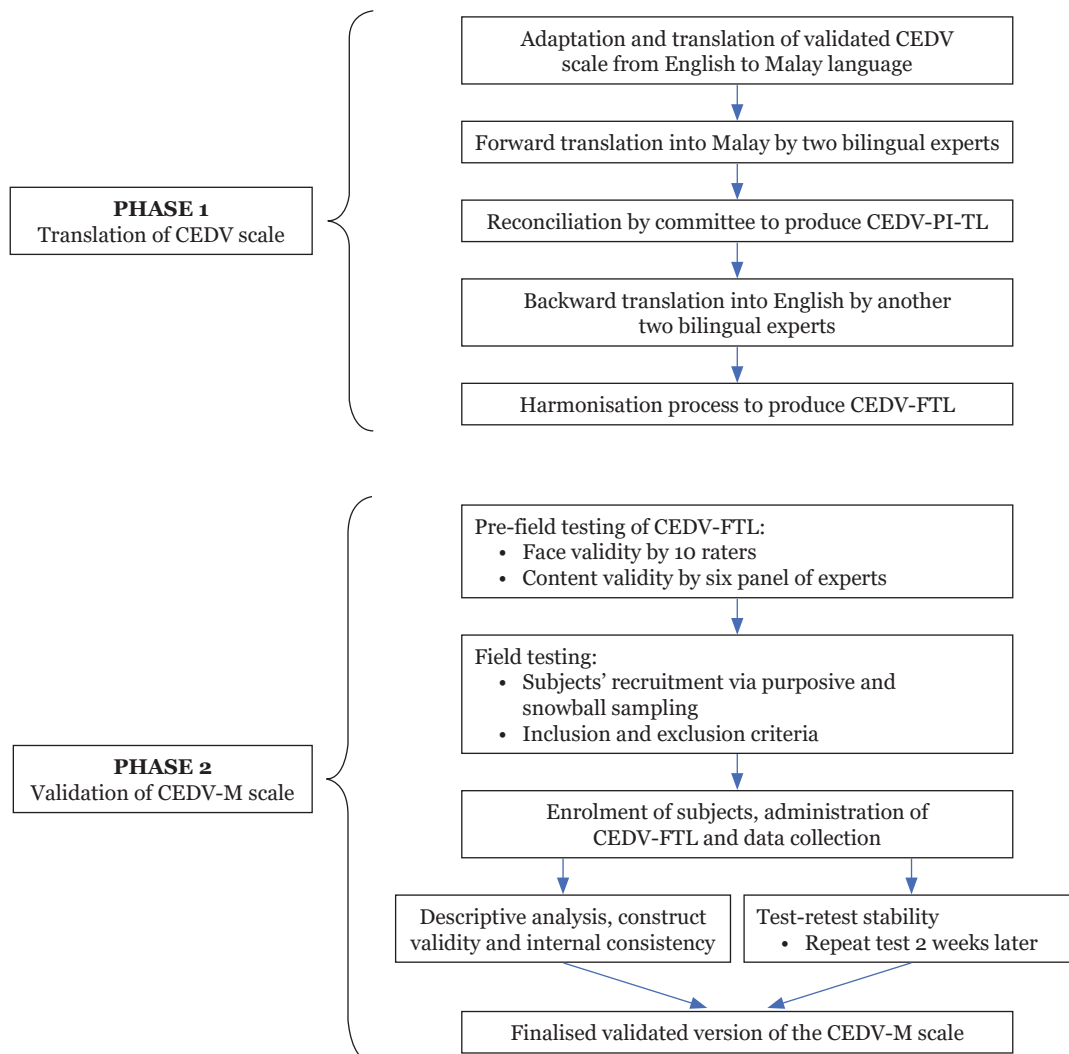 Adaptation and translation of validated CEDV
scale from English to Malay language
Forward translation into Malay by two bilingual experts
PHASE 1
Translation of CEDV scale
Reconciliation by committee to produce CEDV-PI-TL
Backward translation into English by another
two bilingual experts
Harmonisation process to produce CEDV-FTL
Pre-field testing of CEDV-FTL:
• Face validity by 10 raters
• Content validity by six panel of experts
Field testing:
• Subjects’ recruitment via purposive and
snowball sampling
• Inclusion and exclusion criteria
PHASE 2
Validation of CEDV-M scale
Enrolment of subjects, administration of
CEDV-FTL and data collection
Descriptive analysis, construct
validity and internal consistency
Test-retest stability
• Repeat test 2 weeks later
Finalised validated version of the CEDV-M scale